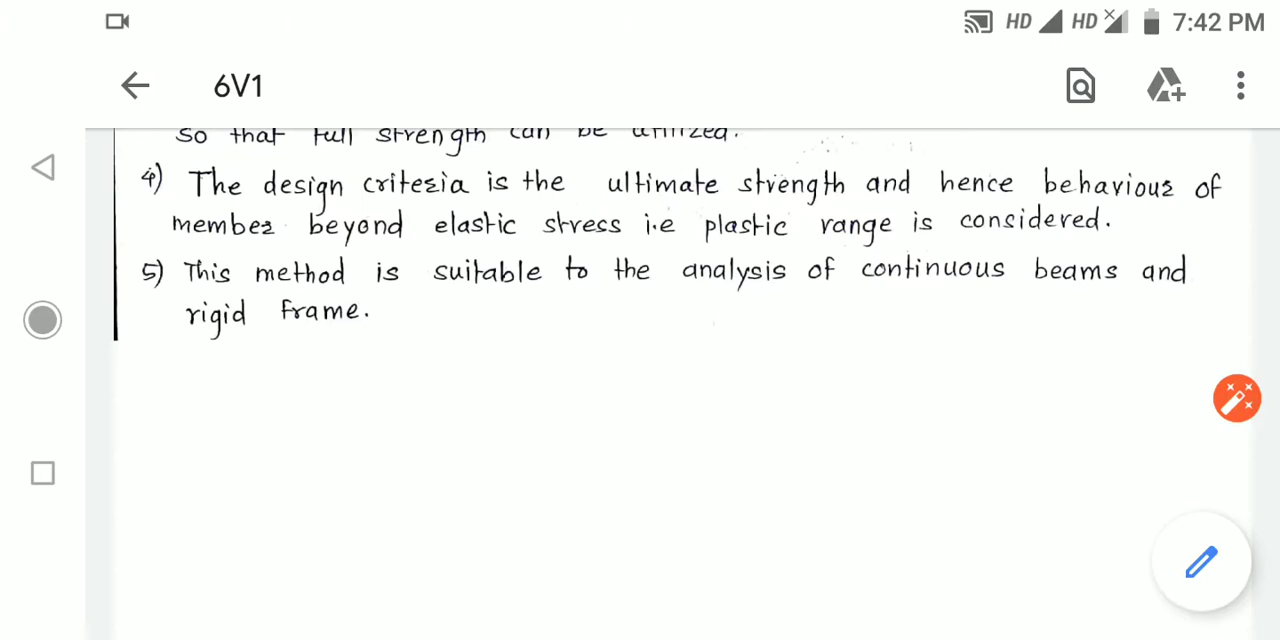 HD HD 7:42 PM
6V1
so that full strength can be utilized.
4) The design criteria is the ultimate strength and hence behaviour of
member beyond elastic stress i.e plastic range is considered.
5) This method is suitable to the analysis of continuous beams and
rigid frame.